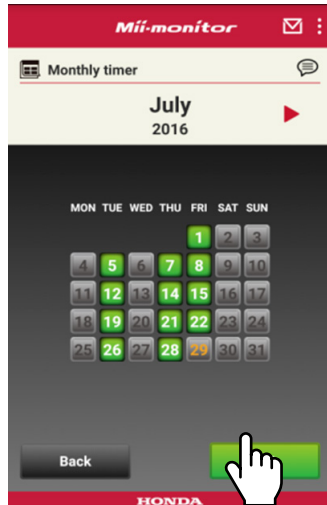 Mii-monitor
Monthly timer
July
2016
MON TUE WED THU FRI SAT SUN
1 2 3
4 5 6 7 8 9 10
11 12 13 14 15 16 17
18 19 20 21 22 23 24
25 26 27 28 29 30 31
Back
HONDA